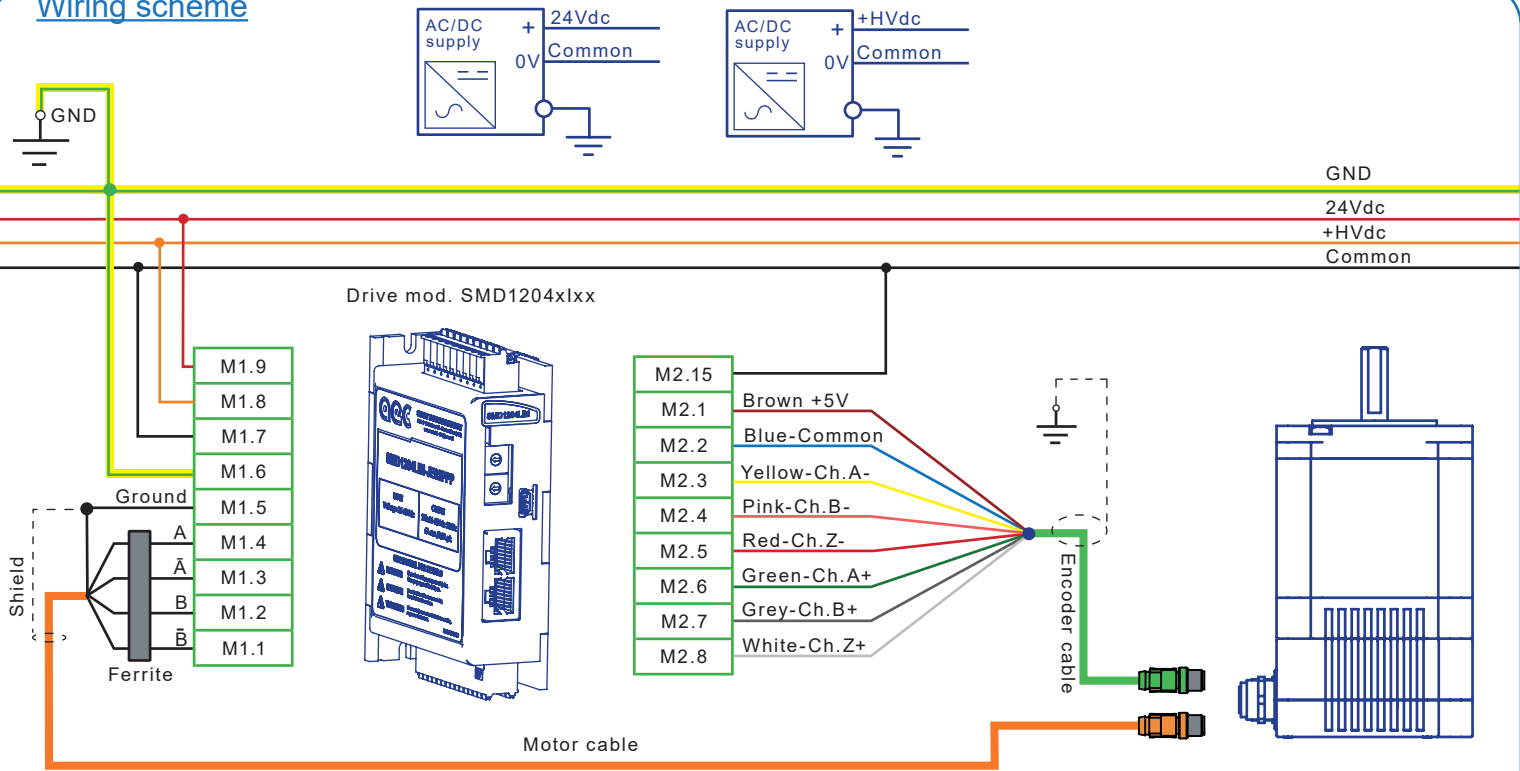 Wiring scheme
AC/DC
supply
+
0V
24Vdc
Common
AC/DC
supply
+
0V
+HVdc
Common
GND
GND
24Vdc
+HVdc
Common
Drive mod. SMD1204xIxx
M1.9
M1.8
M1.7
M1.6
M1.5
M1.4
M1.3
M1.2
M1.1
Ground
A
Ā
B
B̄
Shield
Ferrite
aec
M2.15
M2.1
M2.2
M2.3
M2.4
M2.5
M2.6
M2.7
M2.8
Brown +5V
Blue-Common
Yellow-Ch.A-
Pink-Ch.B-
Red-Ch.Z-
Green-Ch.A+
Grey-Ch.B+
White-Ch.Z+
Encoder cable
Motor cable